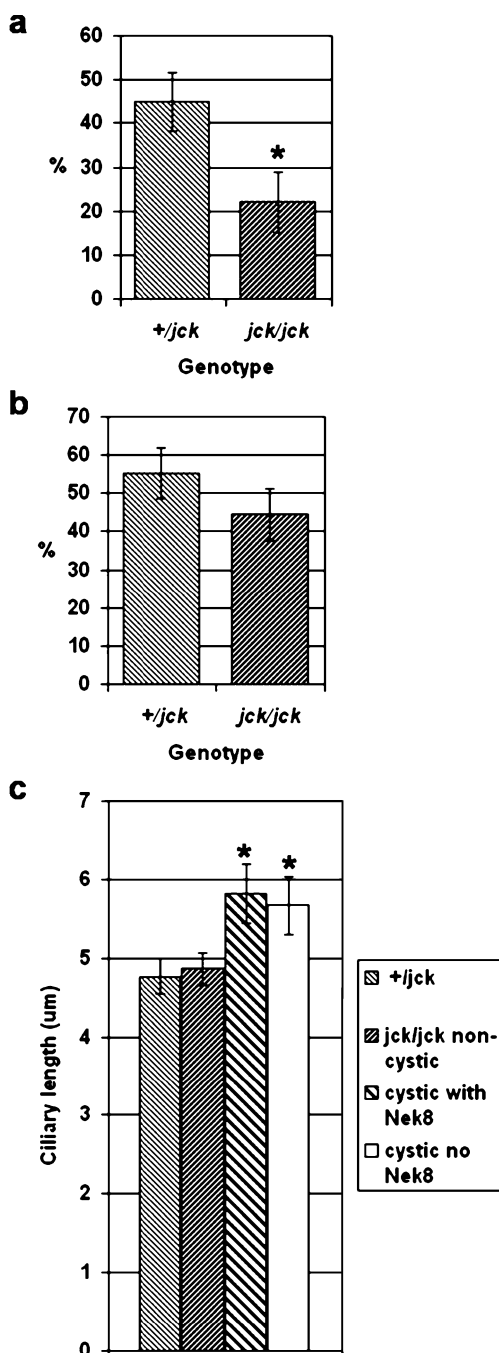 a
60
50
40
30
20
10
0
%
*
+/jck jck/jck
Genotype
b
70
60
50
40
30
20
10
0
%
+/jck jck/jck
Genotype
c
7
6
5
4
3
2
1
0
Ciliary length (um)
* *
+/jck
jck/jck non-
cystic
cystic with
Nek8
cystic no
Nek8